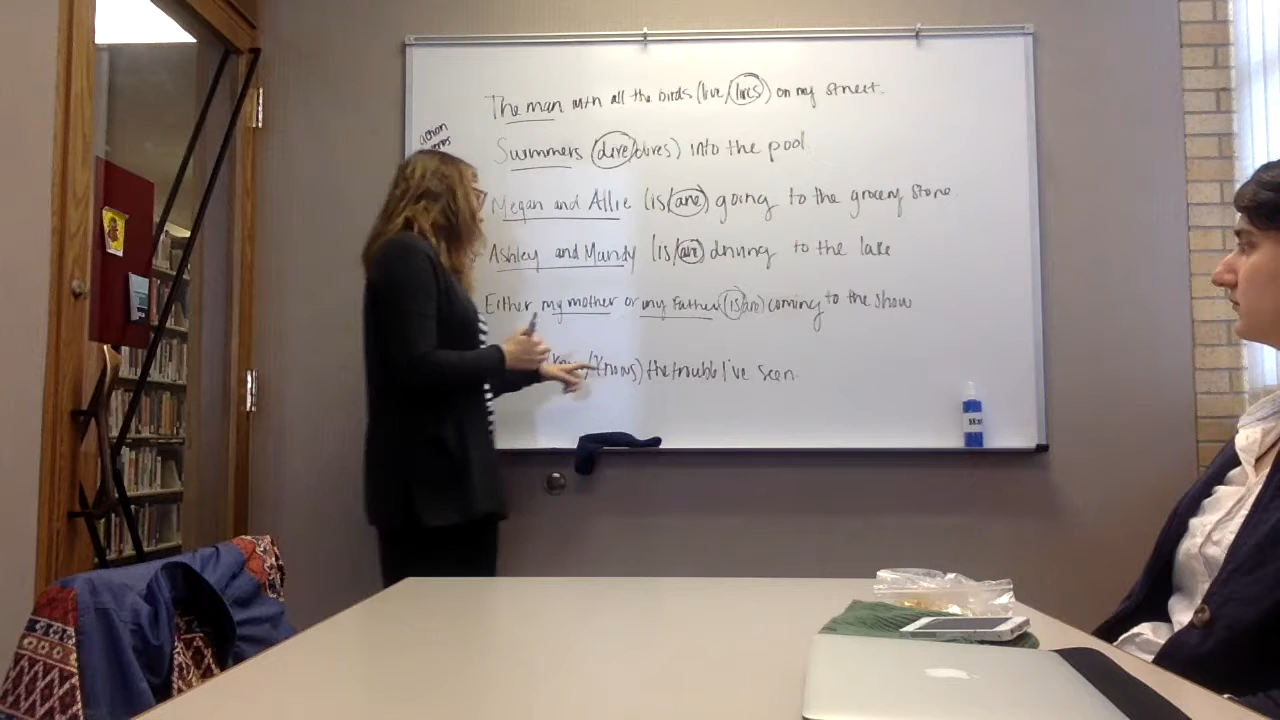 The man with all the birds (live/lives) on my street.
action
Swimmers (dive/dives) into the pool.
Megan and Allie (is/are) going to the grocery store
Ashley and Mandy (is/are) driving to the lake
Either my mother or my Father (is/are) coming to the show
/knows) the trouble I've seen.